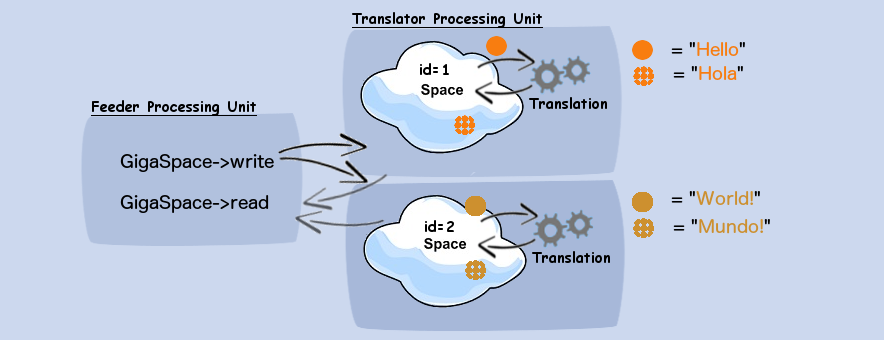 Translator Processing Unit
id=1
Space
Translation
= "Hello"
= "Hola"
Feeder Processing Unit
GigaSpace->write
GigaSpace->read
id=2
Space
Translation
= "World!"
= "Mundo!"